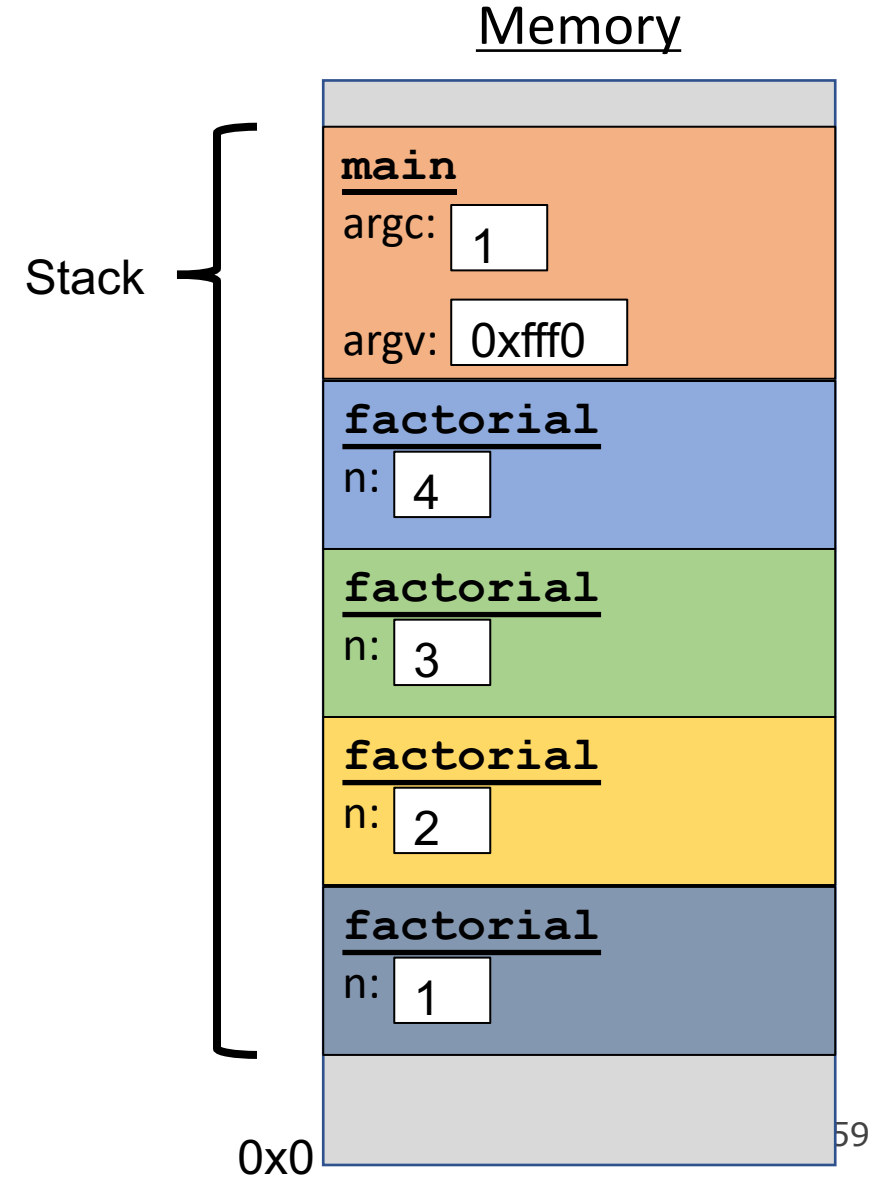 Memory
Stack
main
argc: 1
argv: 0xfff0
factorial
n: 4
factorial
n: 3
factorial
n: 2
factorial
n: 1
0x0
59